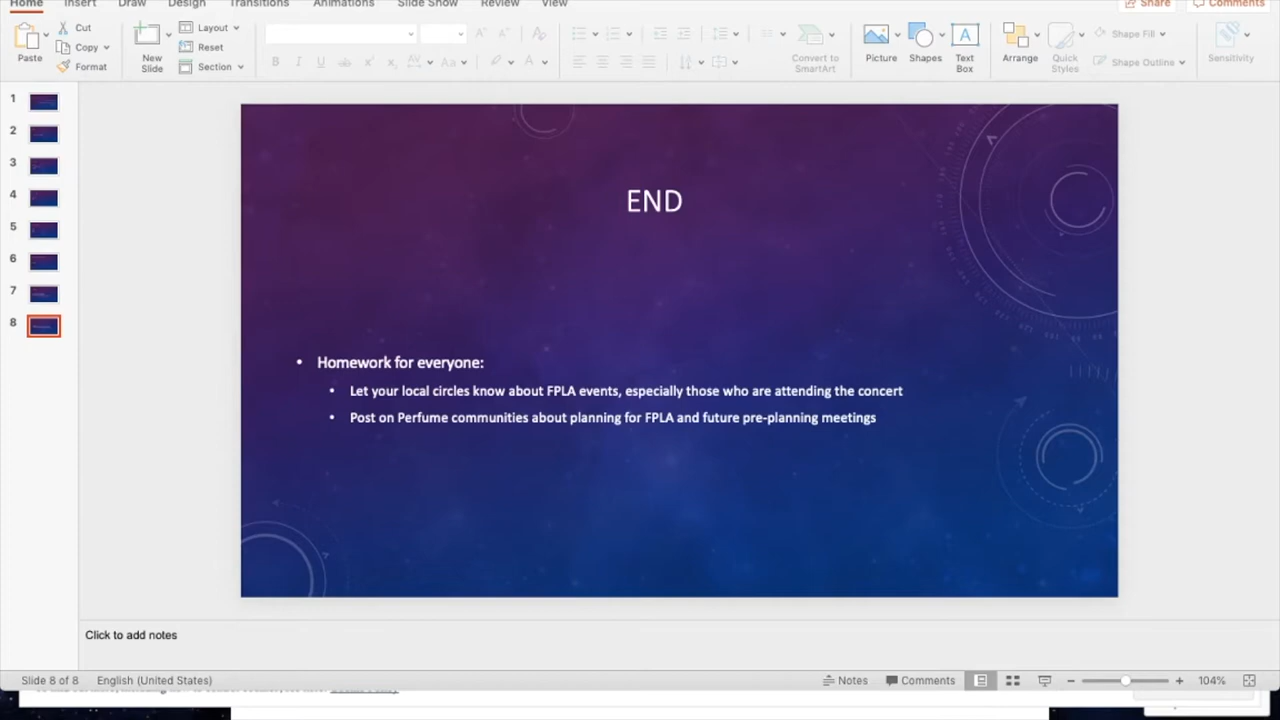 Home Insert Draw Design Transitions Animations Slide Show Review View Share Comments
Cut Layout
Copy Reset
Paste Format New Slide Section Convert to SmartArt Picture Shapes Text Box Arrange Quick Styles Shape Fill Shape Outline Sensitivity
1
2
3
4
5
6
7
8
END
• Homework for everyone:
• Let your local circles know about FPLA events, especially those who are attending the concert
• Post on Perfume communities about planning for FPLA and future pre-planning meetings
Click to add notes
Slide 8 of 8 English (United States) Notes Comments 104%